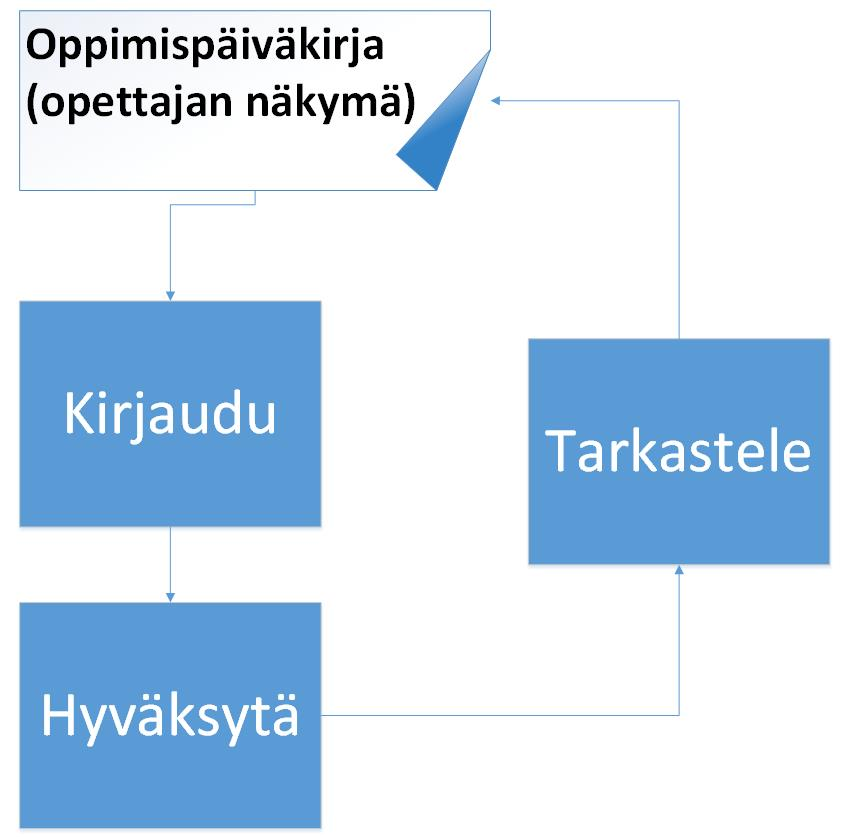 Oppimispäiväkirja
(opettajan näkymä)
Kirjaudu
Tarkastele
Hyväksytä